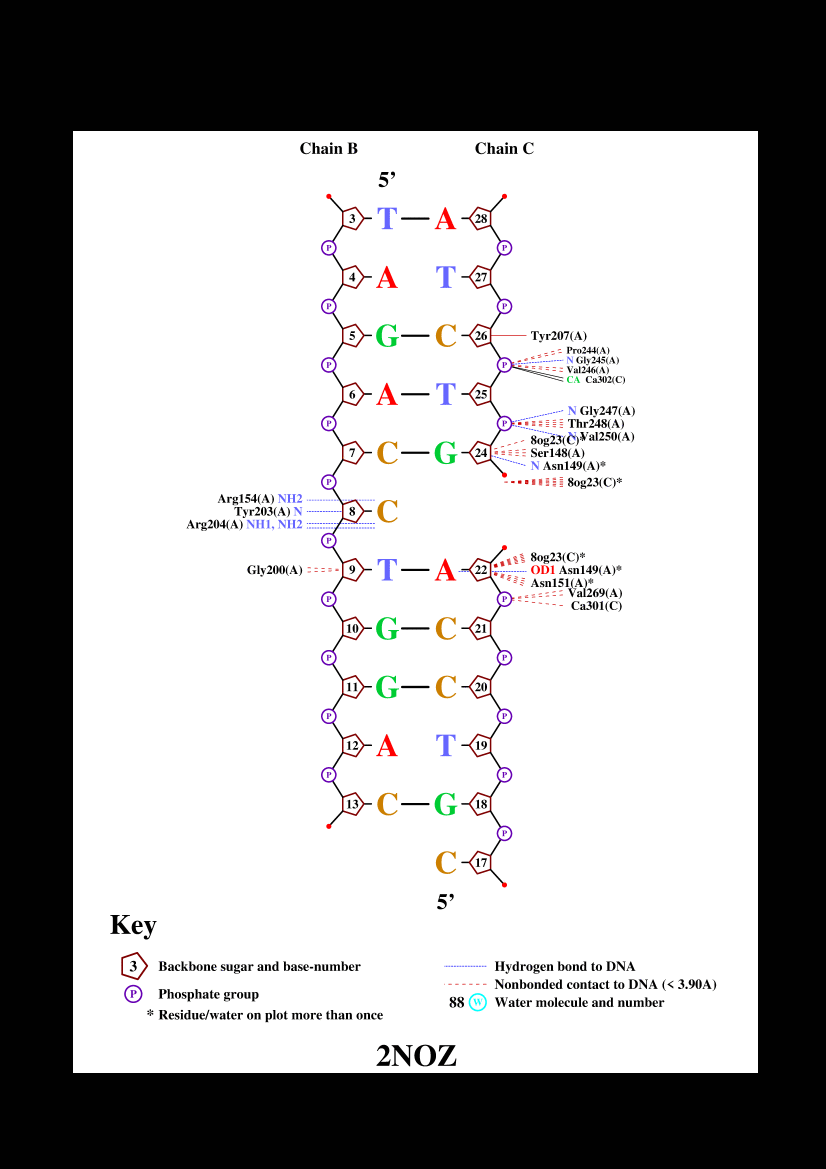 Chain B Chain C
5’
3 T A 28
P P
4 A T 27
P P
5 G C 26 Tyr207(A)
Pro244(A)
P P N Gly245(A)
Val246(A)
CA Ca302(C)
6 A T 25
N Gly247(A)
P P Thr248(A)
N Val250(A)
8og23(C)*
7 C G 24 Ser148(A)
N Asn149(A)*
P 8og23(C)*
Arg154(A) NH2
Tyr203(A) N 8 C
Arg204(A) NH1, NH2
P
8og23(C)*
Gly200(A) 9 T A 22 OD1 Asn149(A)*
Asn151(A)*
Val269(A)
P P
Ca301(C)
10 G C 21
P P
11 G C 20
P P
12 A T 19
P P
13 C G 18
P
C 17
5’
Key
3 Backbone sugar and base-number
P Phosphate group
* Residue/water on plot more than once
Hydrogen bond to DNA
Nonbonded contact to DNA (< 3.90A)
88 W Water molecule and number
2NOZ